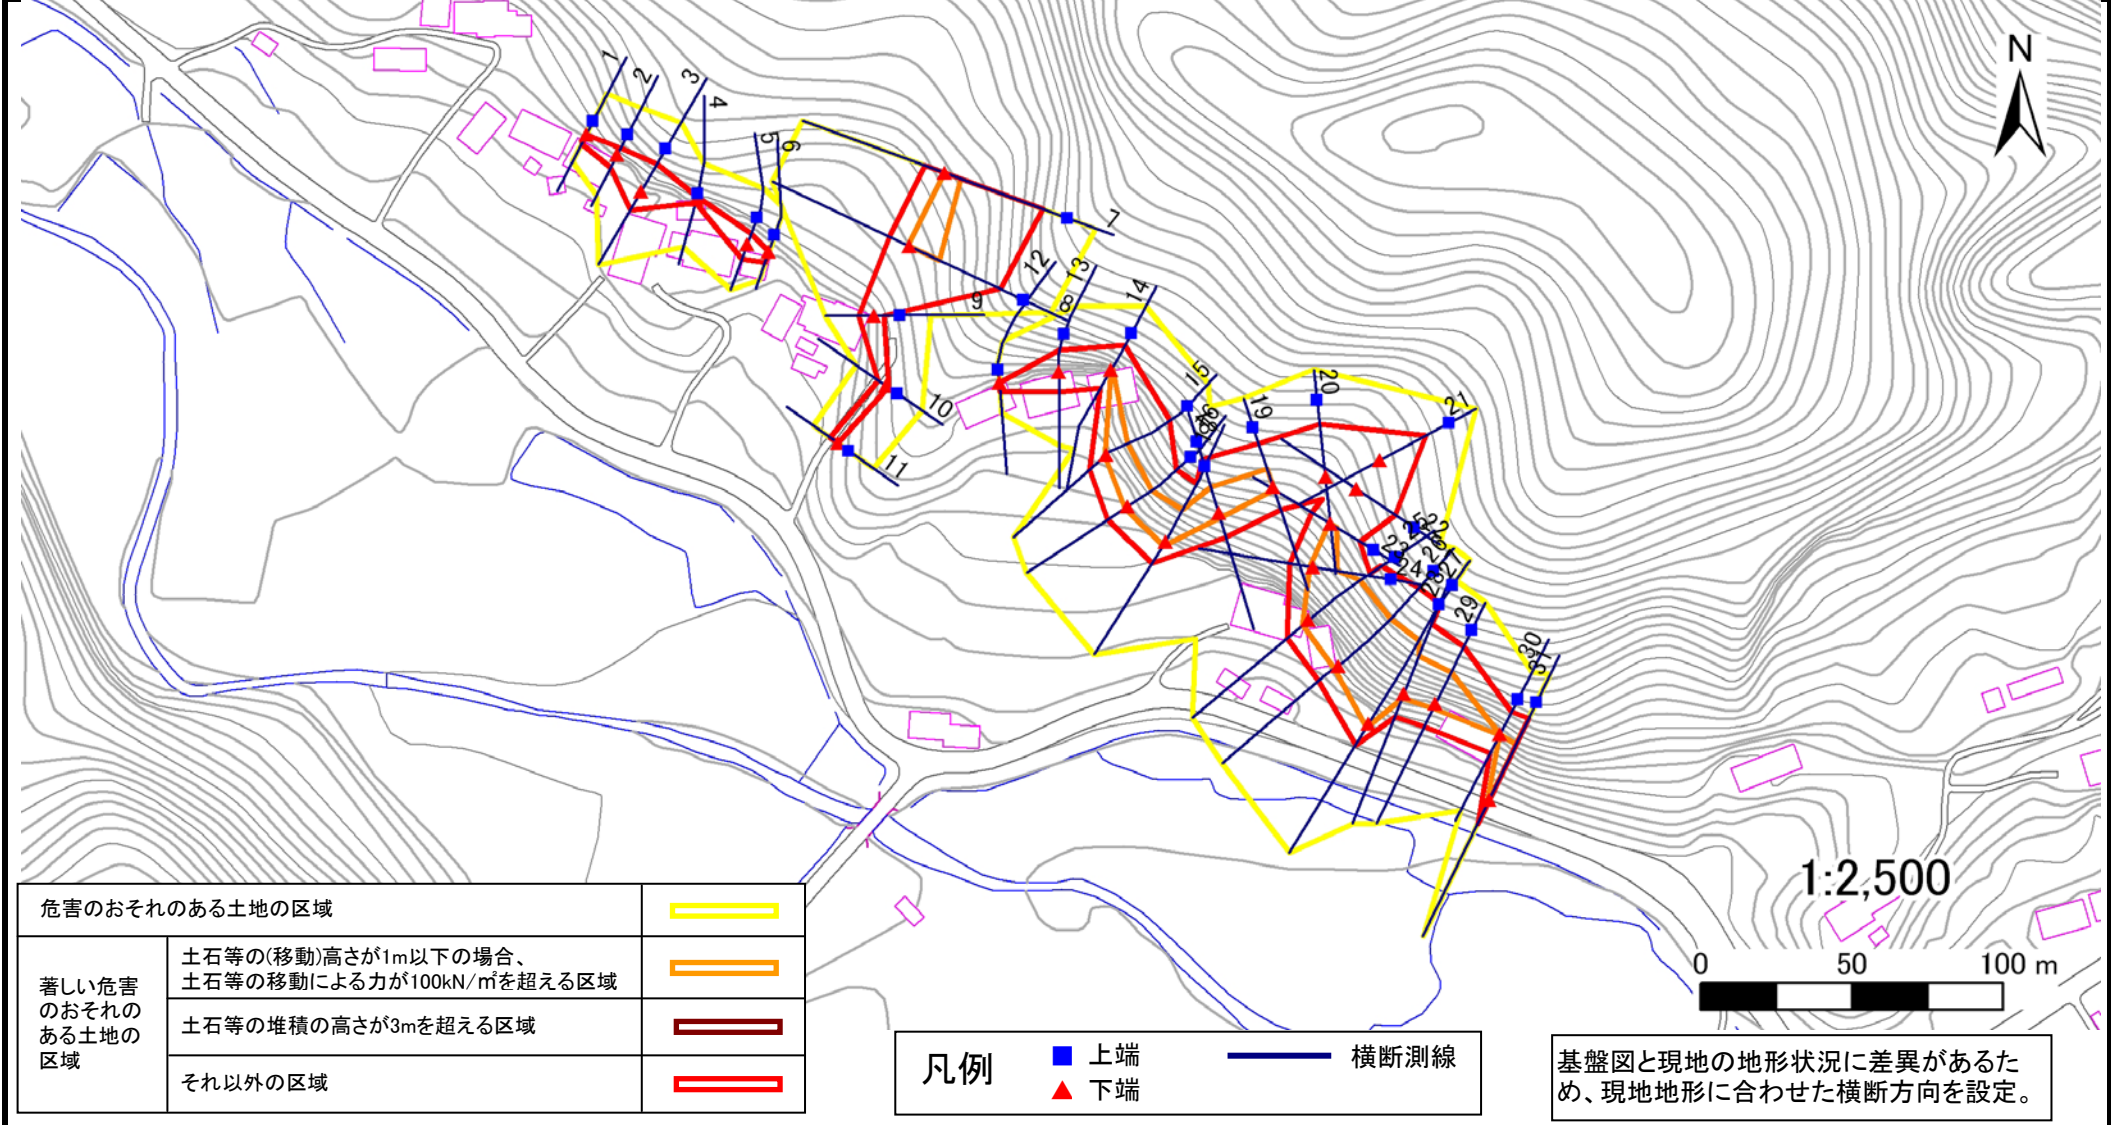 1
2
3
4
5
6
7
8
9
10
11
12
13
14
15
16
19
20
21
22
23
24
29
30
31
N
1:2,500
0 50 100 m
危害のおそれのある土地の区域
著しい危害
のおそれの
ある土地の
区域
土石等の(移動)高さが1m以下の場合、
土石等の移動による力が100kN/㎡を超える区域
土石等の堆積の高さが3mを超える区域
それ以外の区域
凡例
上端
下端
横断測線
基盤図と現地の地形状況に差異があるた
め、現地地形に合わせた横断方向を設定。